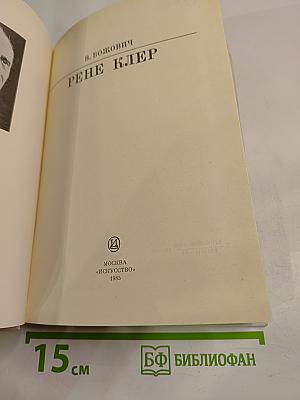 В. БОЖОВИЧ
РЕНЕ КЛЕР
МОСКВА
«ИСКУССТВО»
1985
15 см
БФ БИБЛИОФАН